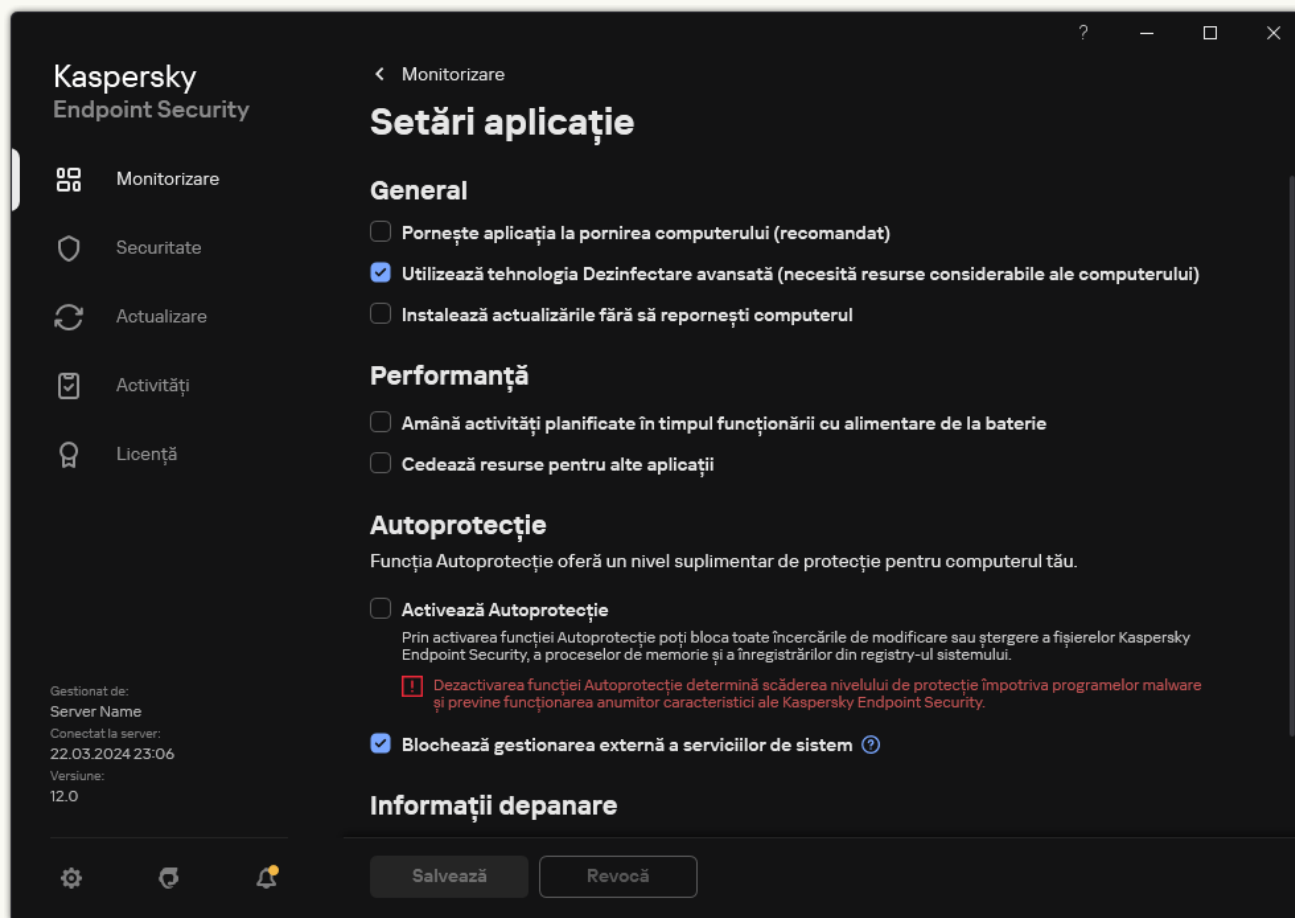 ?
Kaspersky
Endpoint Security
Monitorizare
Securitate
Actualizare
Activități
Licență
Gestionat de:
Server Name
Conectat la server:
22.03.2024 23:06
Versiune:
12.0
Monitorizare
Setări aplicație
General
Pornește aplicația la pornirea computerului (recomandat)
Utilizează tehnologia Dezinfectare avansată (necesită resurse considerabile ale computerului)
Instalează actualizările fără să repornești computerul
Performanță
Amână activități planificate în timpul funcționării cu alimentare de la baterie
Cedează resurse pentru alte aplicații
Autoprotecție
Funcția Autoprotecție oferă un nivel suplimentar de protecție pentru computerul tău.
Activează Autoprotecție
Prin activarea funcției Autoprotecție poți bloca toate încercările de modificare sau ștergere a fișierelor Kaspersky
Endpoint Security, a proceselor de memorie și a înregistrărilor din registry-ul sistemului.
! Dezactivarea funcției Autoprotecție determină scăderea nivelului de protecție împotriva programelor malware
și previne funcționarea anumitor caracteristici ale Kaspersky Endpoint Security.
Blochează gestionarea externă a serviciilor de sistem ?
Informații depanare
Salvează
Revocă